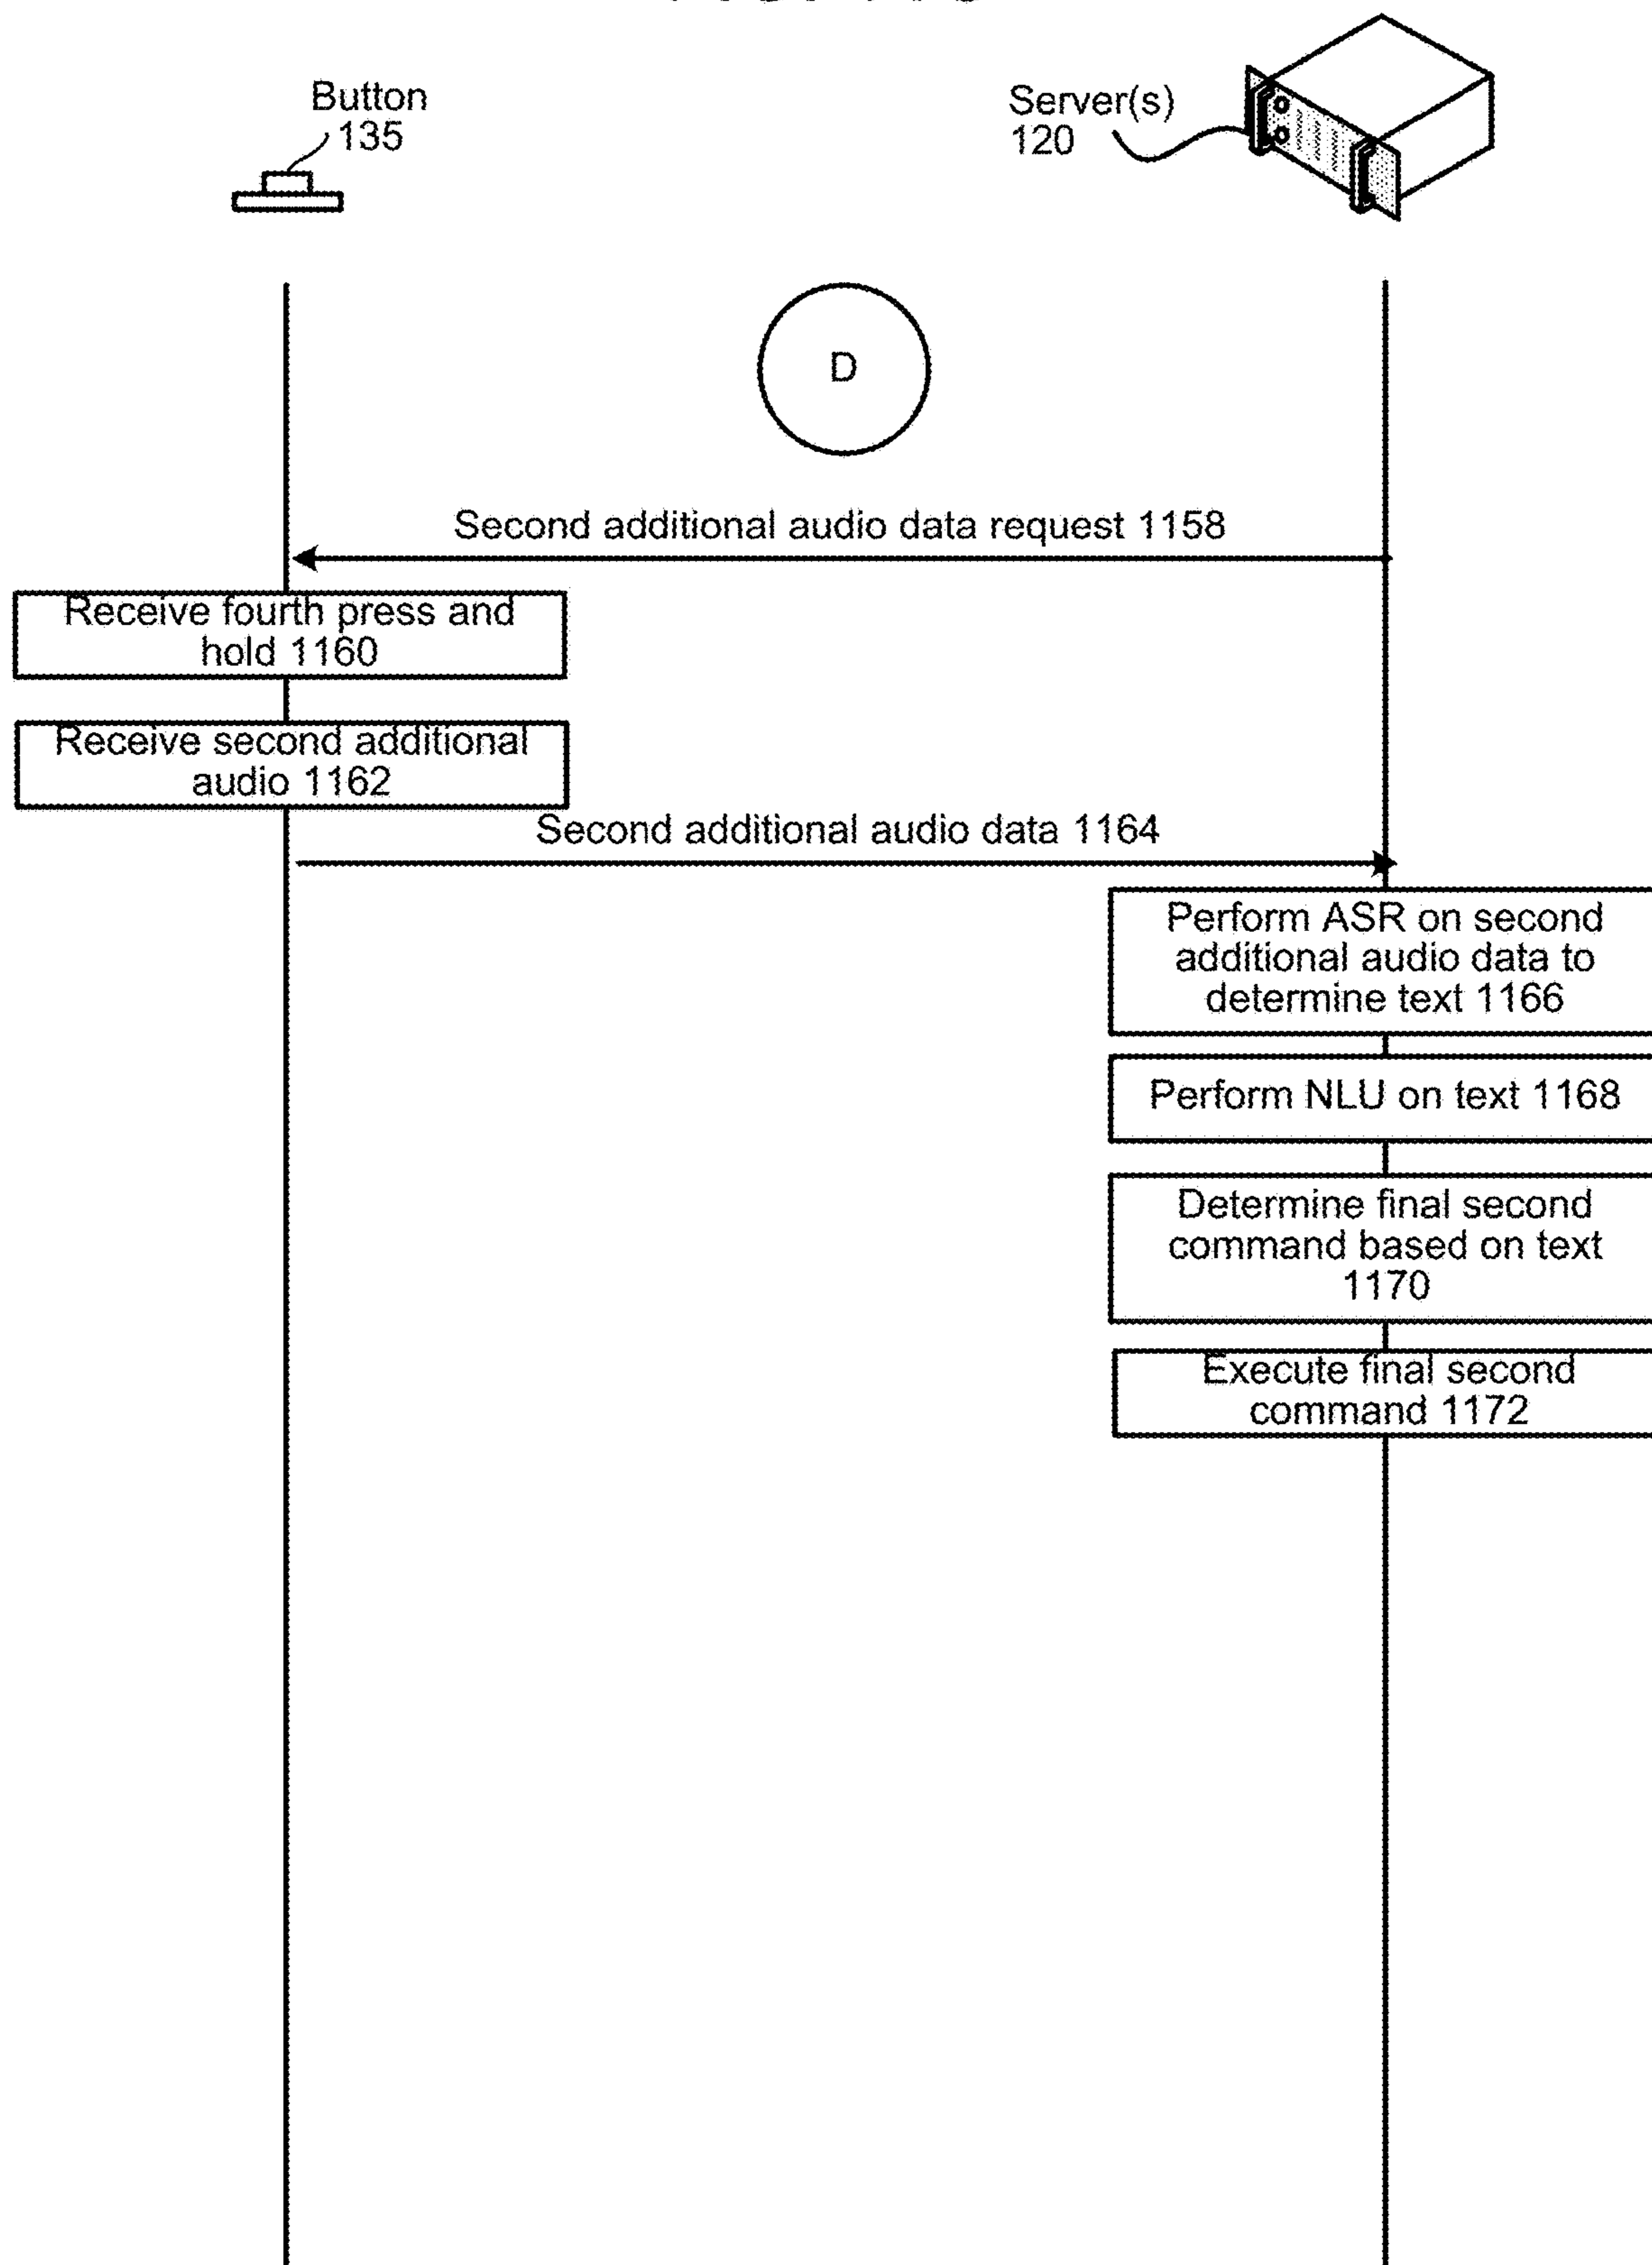 Button
135
Server(s)
120
D
Second additional audio data request 1158
Receive fourth press and
hold 1160
Receive second additional
audio 1162
Second additional audio data 1164
Perform ASR on second
additional audio data to
determine text 1166
Perform NLU on text 1168
Determine final second
command based on text
1170
Execute final second
command 1172